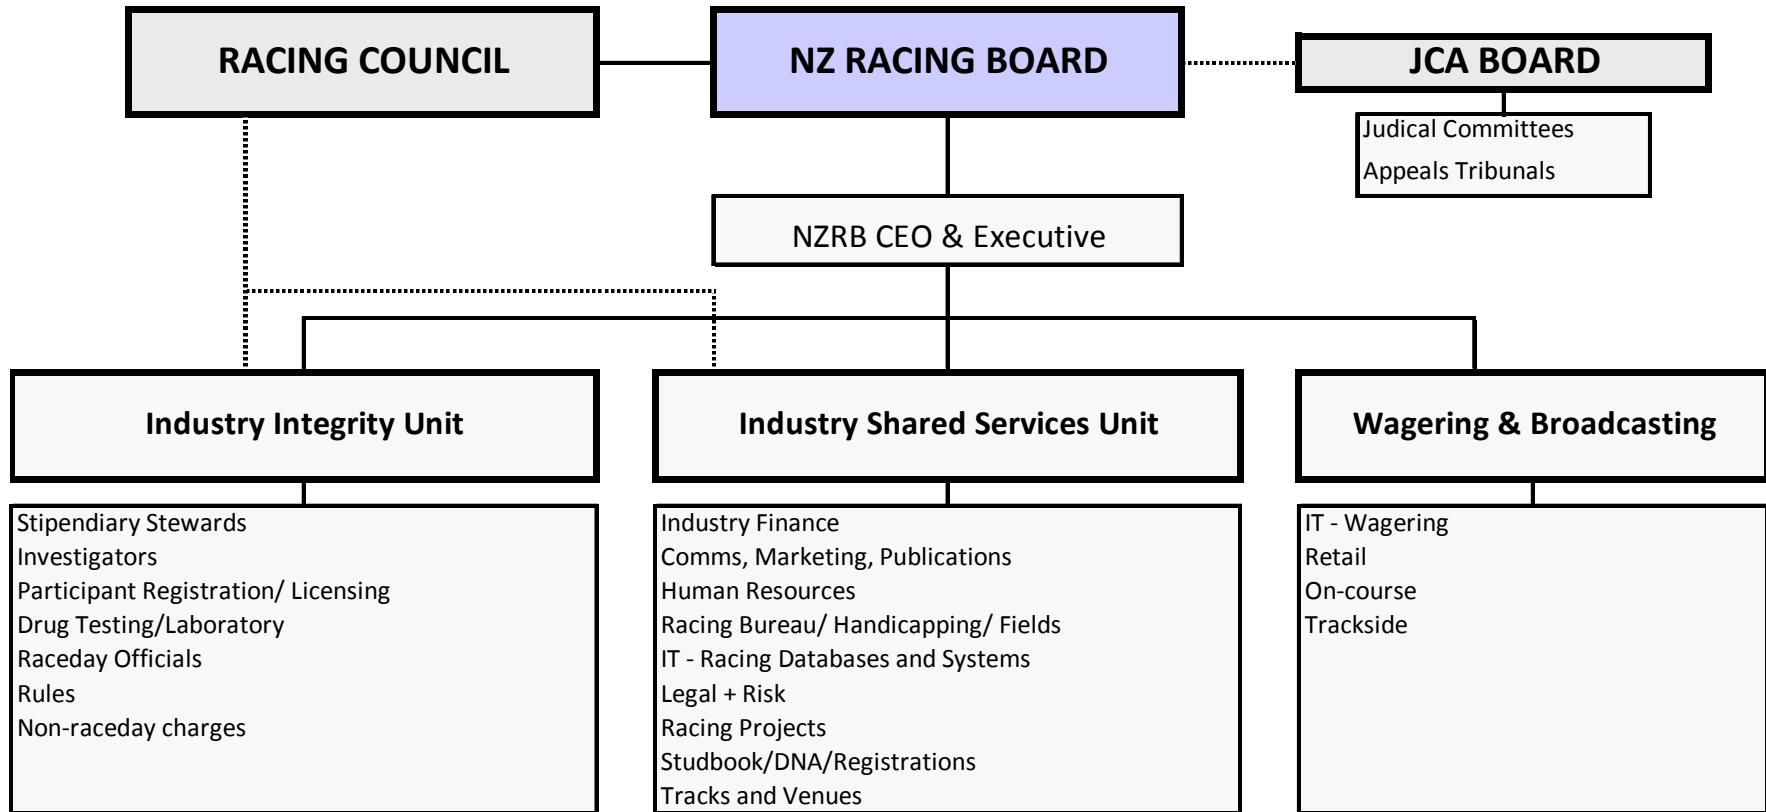 RACING COUNCIL
NZ RACING BOARD
JCA BOARD
Judical Committees
Appeals Tribunals
NZRB CEO & Executive
Industry Integrity Unit
Industry Shared Services Unit
Wagering & Broadcasting
Stipendiary Stewards
Investigators
Participant Registration/ Licensing
Drug Testing/Laboratory
Raceday Officials
Rules
Non-raceday charges
Industry Finance
Comms, Marketing, Publications
Human Resources
Racing Bureau/ Handicapping/ Fields
IT - Racing Databases and Systems
Legal + Risk
Racing Projects
Studbook/DNA/Registrations
Tracks and Venues
IT - Wagering
Retail
On-course
Trackside